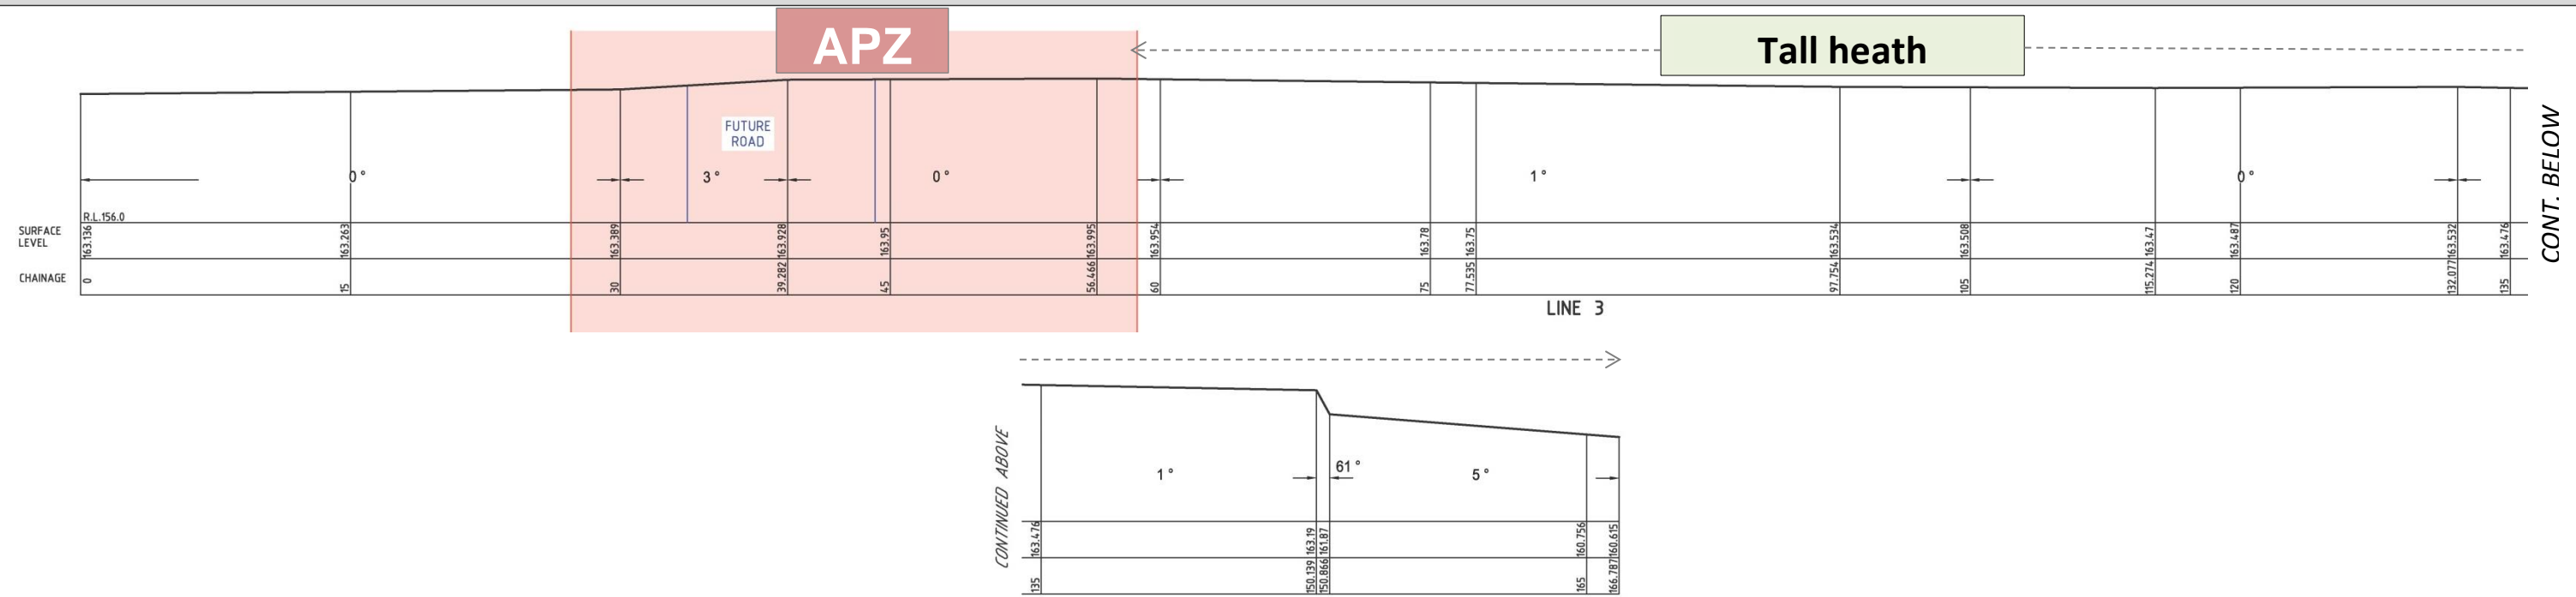 APZ
Tall heath
FUTURE
ROAD
0°
3°
0°
1°
0°
CONT. BELOW
R.L.156.0
SURFACE
LEVEL
163.136 163.263 163.389 163.928 163.95 163.995 163.954 163.78 163.75 163.534 163.508 163.47 163.487 163.532 163.476
CHAINAGE
0 15 30 39.282 45 56.466 60 75 77.535 97.754 105 115.274 120 132.077 135
LINE 3
CONTINUED ABOVE
1°
61°
5°
163.476 163.19 161.87 160.756 160.615
135 150.139 150.866 165 166.787